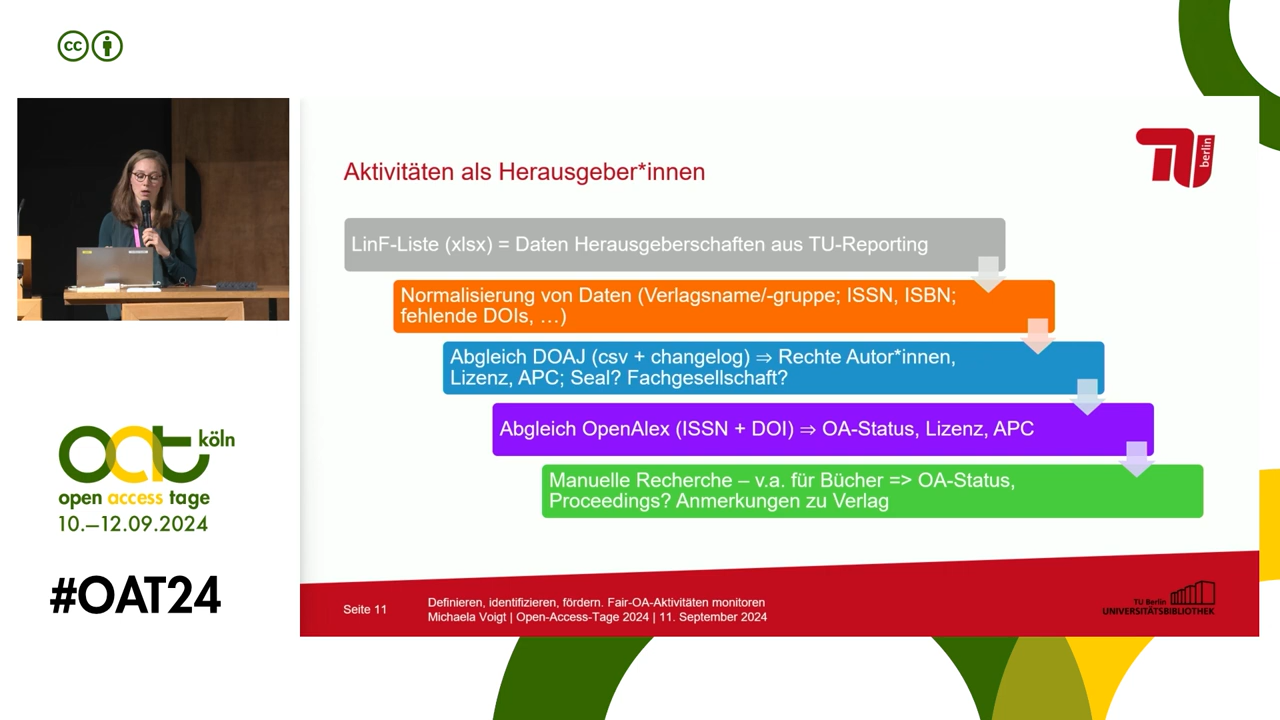 cc
Aktivitäten als Herausgeber*innen
TU berlin
LinF-Liste (xlsx) = Daten Herausgeberschaften aus TU-Reporting
Normalisierung von Daten (Verlagsname/-gruppe; ISSN, ISBN;
fehlende DOIs, …)
Abgleich DOAJ (csv + changelog) ⇒ Rechte Autor*innen,
Lizenz, APC; Seal? Fachgesellschaft?
Abgleich OpenAlex (ISSN + DOI) ⇒ OA-Status, Lizenz, APC
Manuelle Recherche – v.a. für Bücher => OA-Status,
Proceedings? Anmerkungen zu Verlag
oat köln
open access tage
10.–12.09.2024
#OAT24
Seite 11
Definieren, identifizieren, fördern. Fair-OA-Aktivitäten monitoren
Michaela Voigt | Open-Access-Tage 2024 | 11. September 2024
TU Berlin
UNIVERSITÄTSBIBLIOTHEK